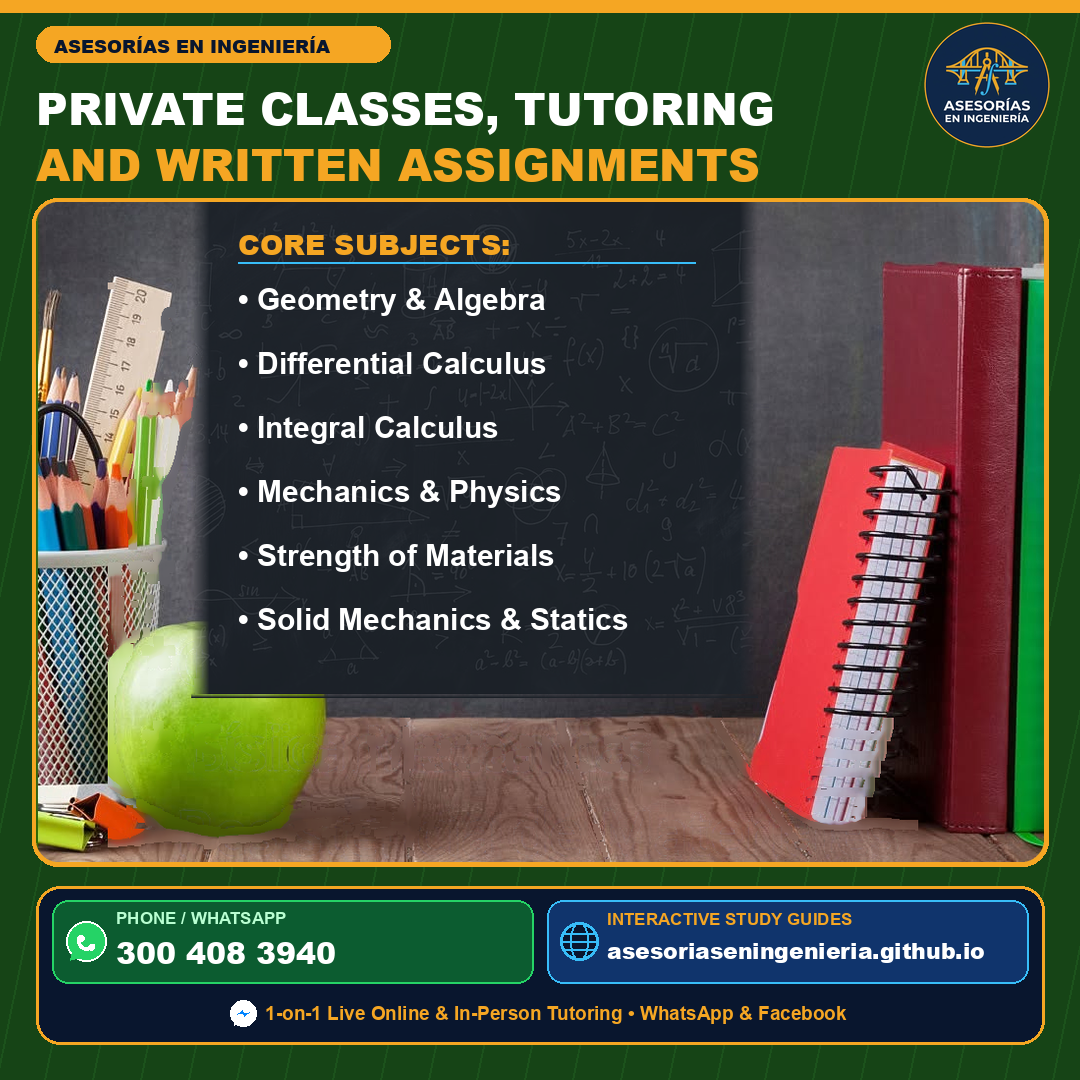 ASESORÍAS EN INGENIERÍA
PRIVATE CLASSES, TUTORING
AND WRITTEN ASSIGNMENTS
ASESORÍAS
EN INGENIERÍA
CORE SUBJECTS:
• Geometry & Algebra
• Differential Calculus
• Integral Calculus
• Mechanics & Physics
• Strength of Materials
• Solid Mechanics & Statics
PHONE / WHATSAPP
300 408 3940
INTERACTIVE STUDY GUIDES
asesoriaseningenieria.github.io
1-on-1 Live Online & In-Person Tutoring • WhatsApp & Facebook